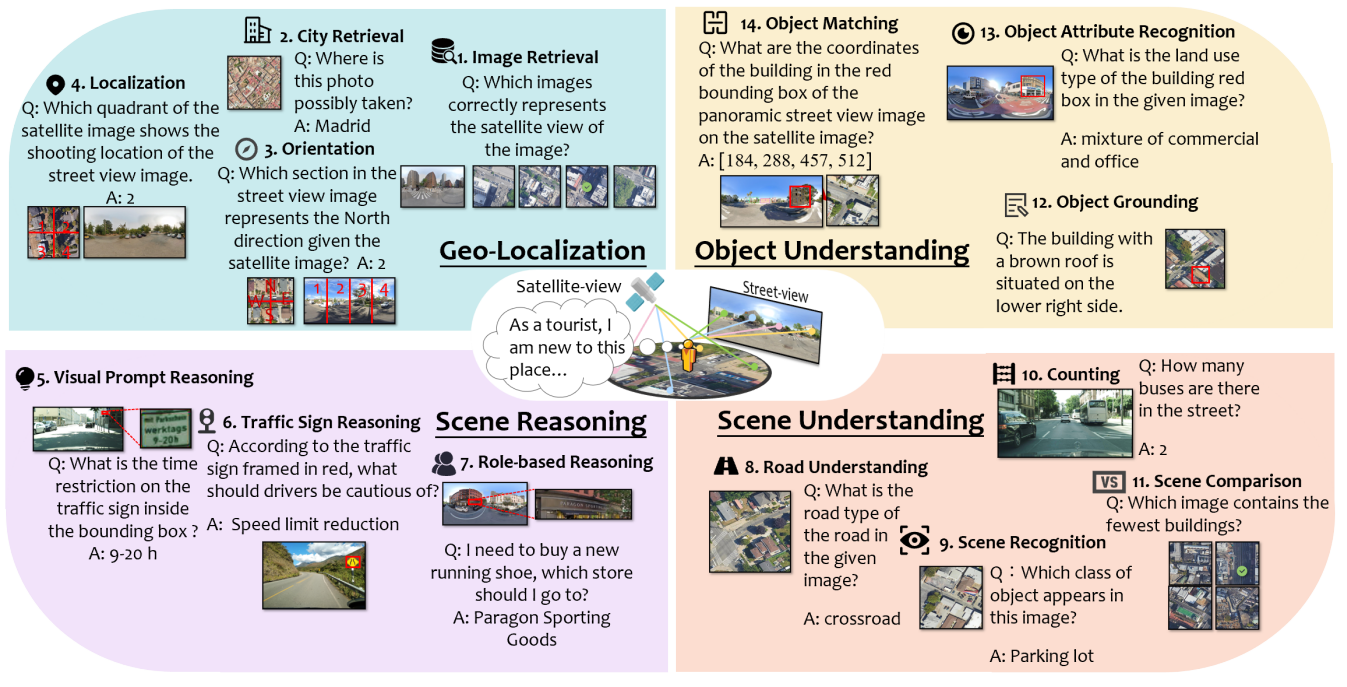 2. City Retrieval
Q: Where is
this photo
possibly taken?
A: Madrid
1. Image Retrieval
Q: Which images
correctly represents
the satellite view of
the image?
4. Localization
Q: Which quadrant of the
satellite image shows the
shooting location of the
street view image.
A: 2
1 2
3 4
3. Orientation
Q: Which section in the
street view image
represents the North
direction given the
satellite image? A: 2
N
W E
S
1 2 3 4
Geo-Localization
14. Object Matching
Q: What are the coordinates
of the building in the red
bounding box of the
panoramic street view image
on the satellite image?
A: [184, 288, 457, 512]
13. Object Attribute Recognition
Q: What is the land use
type of the building red
box in the given image?
A: mixture of commercial
and office
12. Object Grounding
Q: The building with
a brown roof is
situated on the
lower right side.
Object Understanding
Satellite-view
Street-view
As a tourist, I
am new to this
place...
5. Visual Prompt Reasoning
mit Parkschein
werktags
9-20h
Q: What is the time
restriction on the
traffic sign inside
the bounding box ?
A: 9-20 h
6. Traffic Sign Reasoning
Q: According to the traffic
sign framed in red, what
should drivers be cautious of?
A: Speed limit reduction
Scene Reasoning
7. Role-based Reasoning
PARAGON SPORTING
Q: I need to buy a new
running shoe, which store
should I go to?
A: Paragon Sporting
Goods
Scene Understanding
8. Road Understanding
Q: What is the
road type of
the road in
the given
image?
A: crossroad
9. Scene Recognition
Q：Which class of
object appears in
this image?
A: Parking lot
10. Counting
Q: How many
buses are there
in the street?
A: 2
VS
11. Scene Comparison
Q: Which image contains the
fewest buildings?